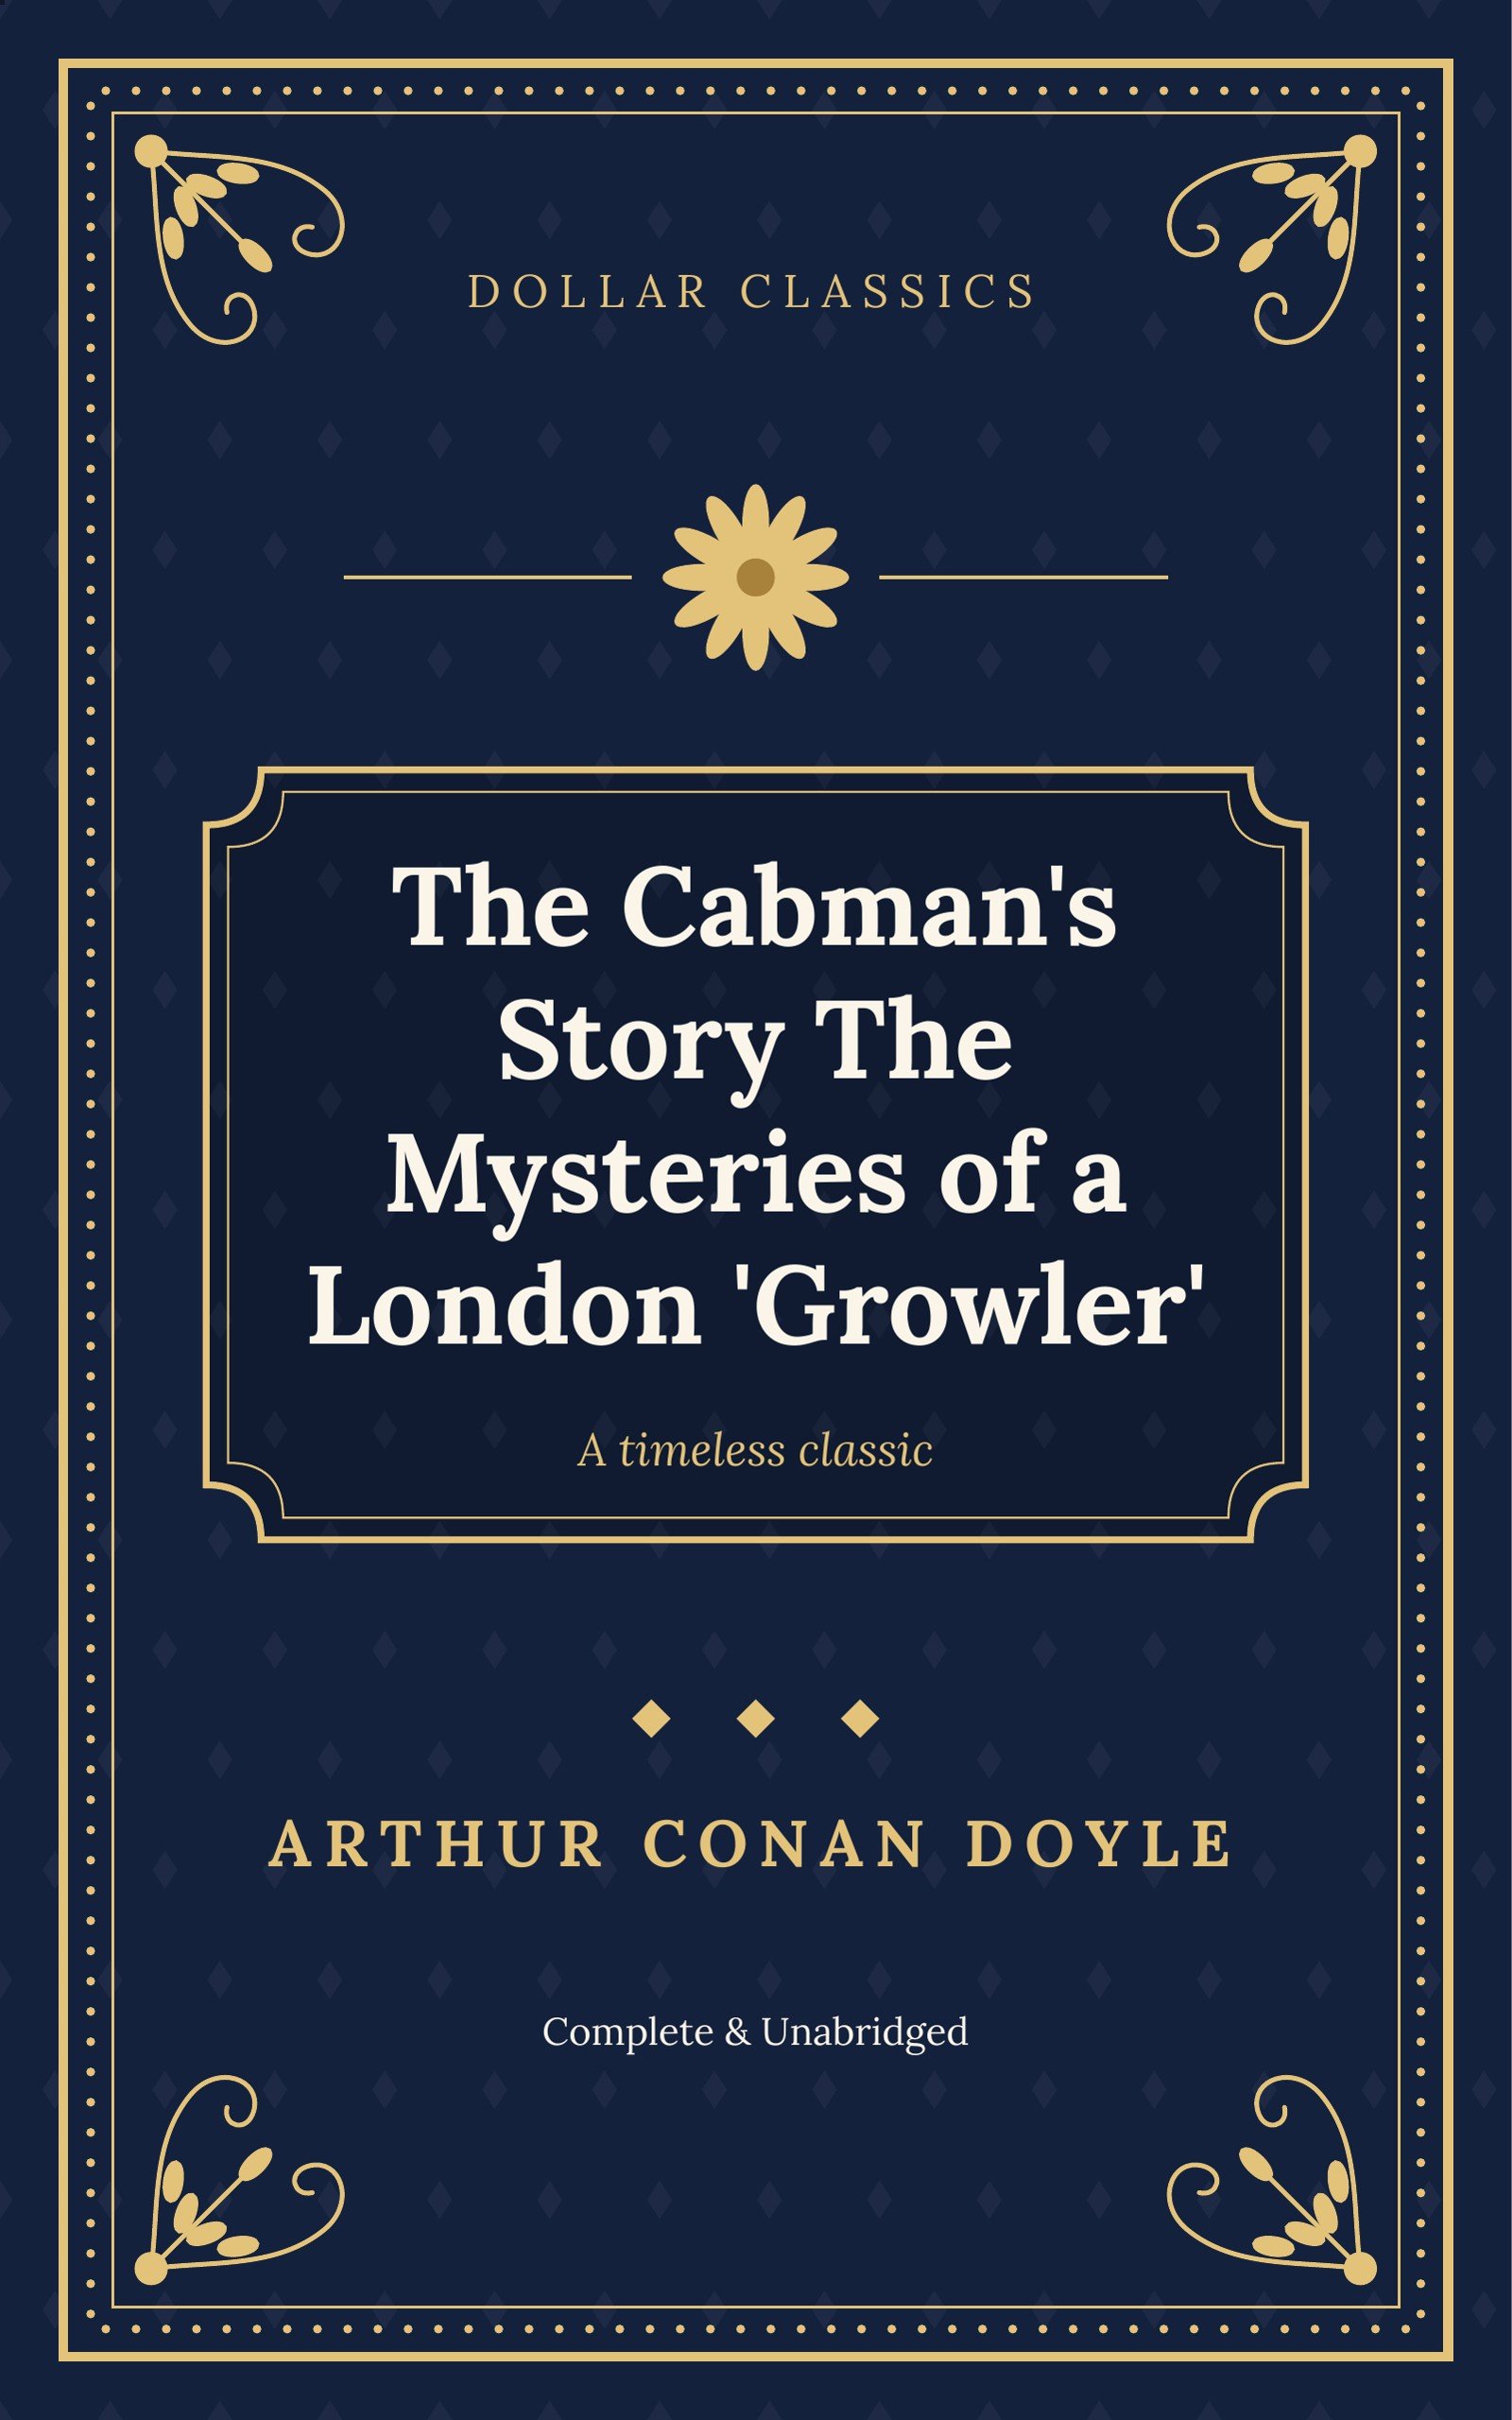 DOLLAR CLASSICS
The Cabman's
Story The
Mysteries of a
London 'Growler'
A timeless classic
ARTHUR CONAN DOYLE
Complete & Unabridged